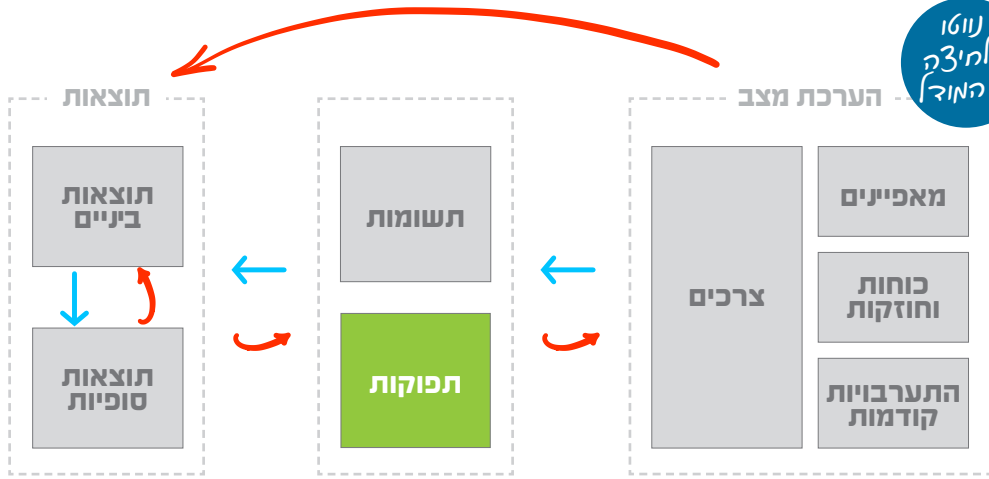 נווטו
לחיצה
המודל
הערכת מצב
מאפיינים
כוחות
וחוזקות
התערבויות
קודמות
צרכים
תשומות
תפוקות
תוצאות
תוצאות
ביניים
תוצאות
סופיות